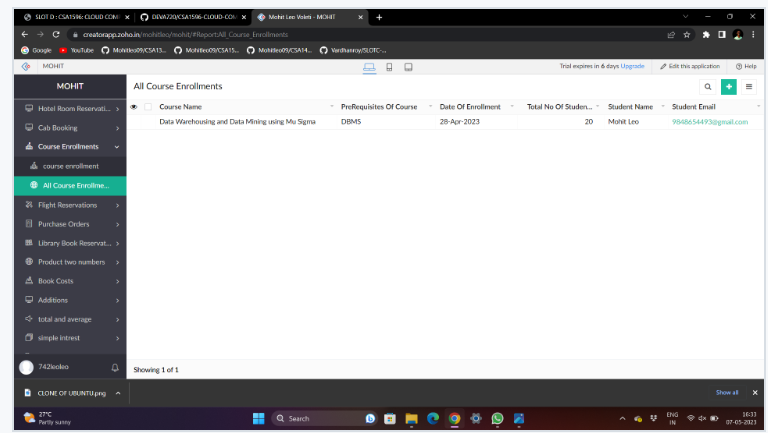 SLOT D : CSA1596: CLOUD COM
DEVA7220/CSA1596-CLOUD-COM
Mohit Leo Voleti - MOHIT
creatorapp.zoho.in/mohitleo/mohit/#Report:All_Course_Enrollments
Google
YouTube
Mohitleo09/CSA13...
Mohitleo09/CSA15...
Mohitleo09/CSA14...
Vardhanroy/SLOTC-...
MOHIT
Trial expires in 6 days Upgrade
Edit this application
Help
MOHIT
All Course Enrollments
Hotel Room Reservati...
Cab Booking
Course Enrollments
course enrollment
All Course Enrollme...
Flight Reservations
Purchase Orders
Library Book Reservat...
Product two numbers
Book Costs
Additions
total and average
simple intrest
742leoleo
Course Name PreRequisites Of Course Date Of Enrollment Total No Of Studen... Student Name Student Email
Data Warehousing and Data Mining using Mu Sigma DBMS 28-Apr-2023 20 Mohit Leo 9848654493@gmail.com
Showing 1 of 1
CLONE OF UBUNTU.png
Show all
27°C
Partly sunny
Search
ENG
IN
16:33
07-05-2023